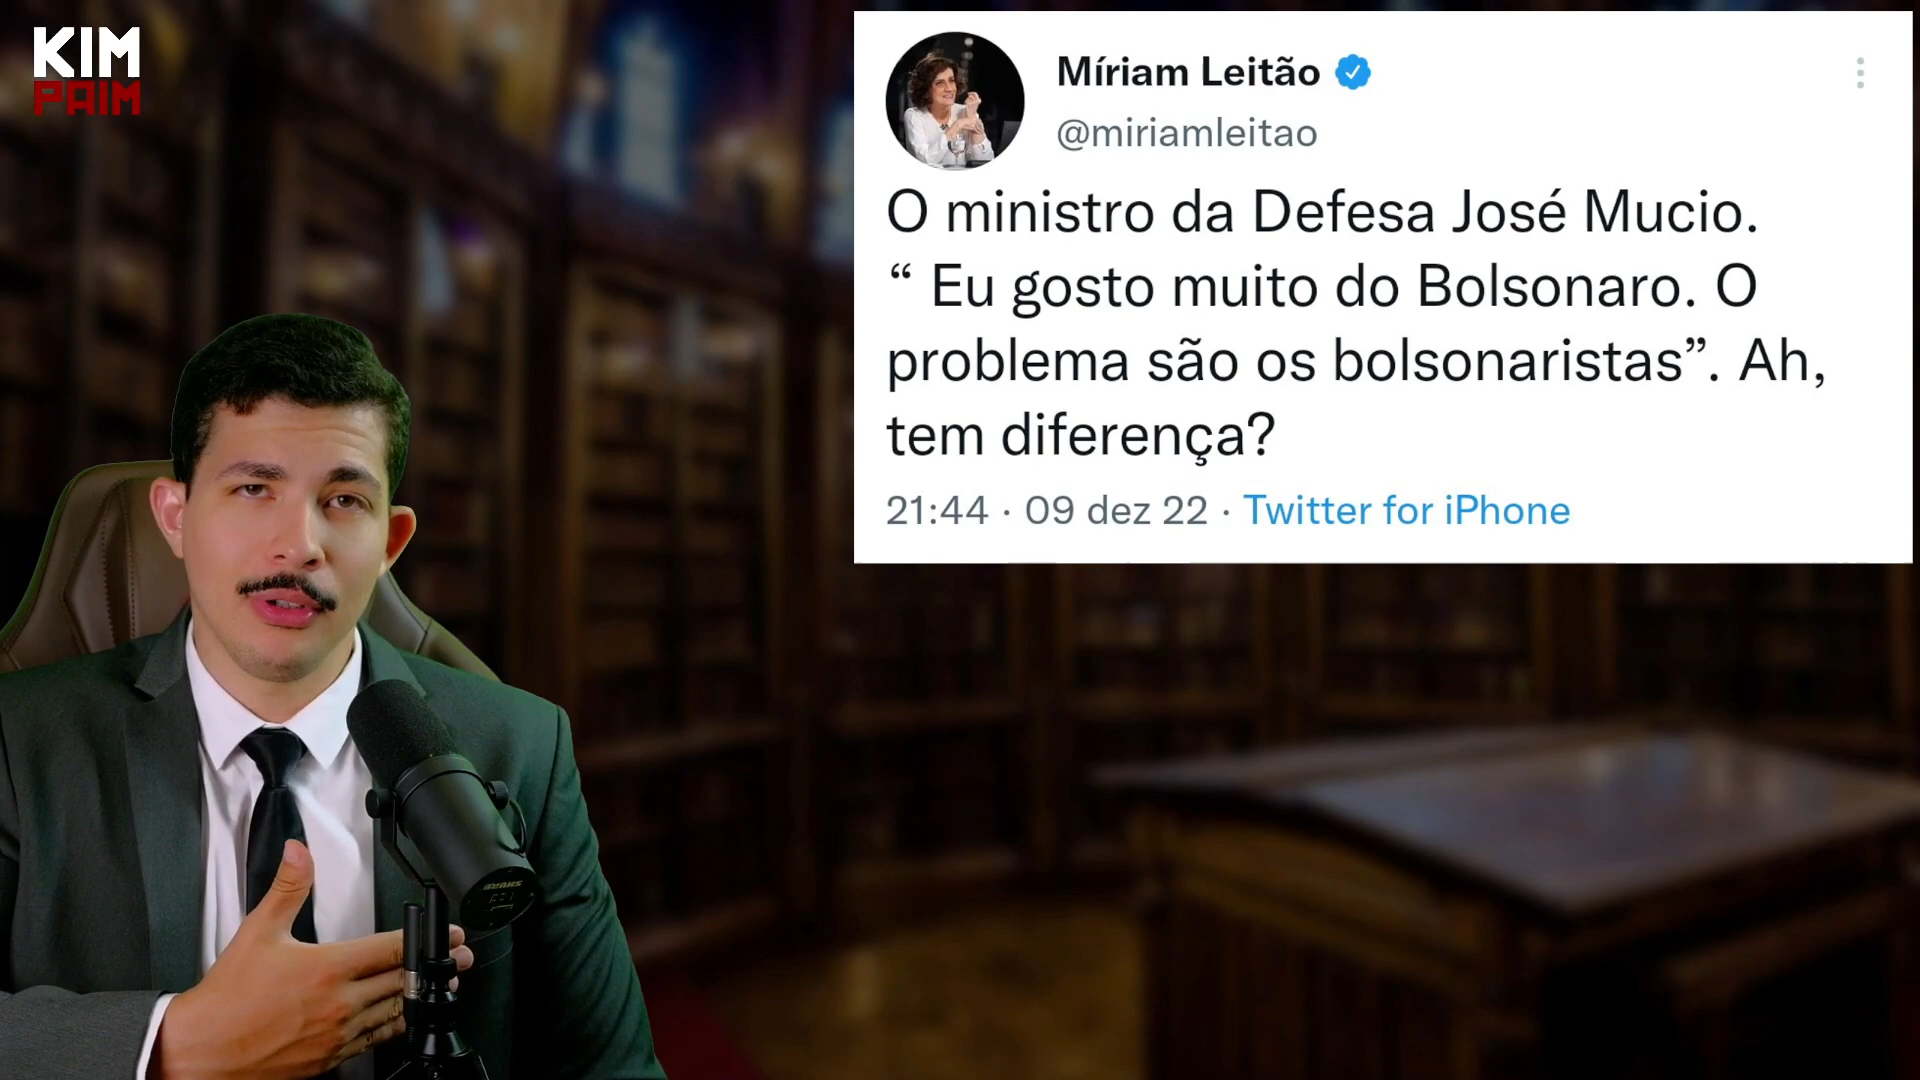 KIM
PAIM
Míriam Leitão
@miriamleitao
O ministro da Defesa José Mucio.
“ Eu gosto muito do Bolsonaro. O
problema são os bolsonaristas”. Ah,
tem diferença?
21:44 · 09 dez 22 · Twitter for iPhone
SHURE